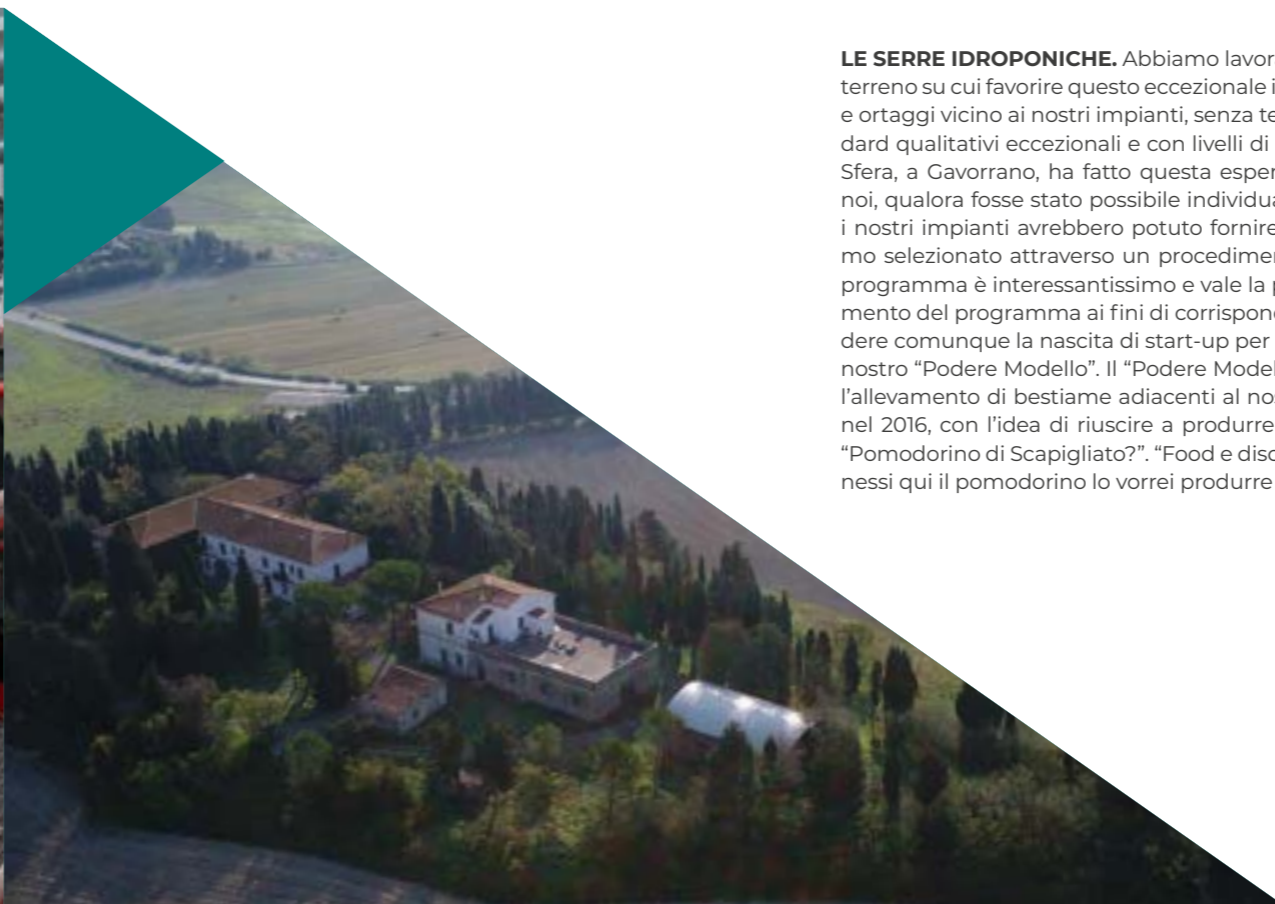 LE SERRE IDROPONICHE. Abbiamo lavor
terreno su cui favorire questo eccezionale i
e ortaggi vicino ai nostri impianti, senza te
dard qualitativi eccezionali e con livelli di
Sfera, a Gavorrano, ha fatto questa esper
noi, qualora fosse stato possibile individua
i nostri impianti avrebbero potuto fornire
mo selezionato attraverso un procedimer
programma è interessantissimo e vale la p
mento del programma ai fini di corrispond
dere comunque la nascita di start-up per
nostro “Podere Modello”. Il “Podere Model
l’allevamento di bestiame adiacenti al nos
nel 2016, con l’idea di riuscire a produrre
“Pomodorino di Scapigliato?”. “Food e disc
nessi qui il pomodorino lo vorrei produrre